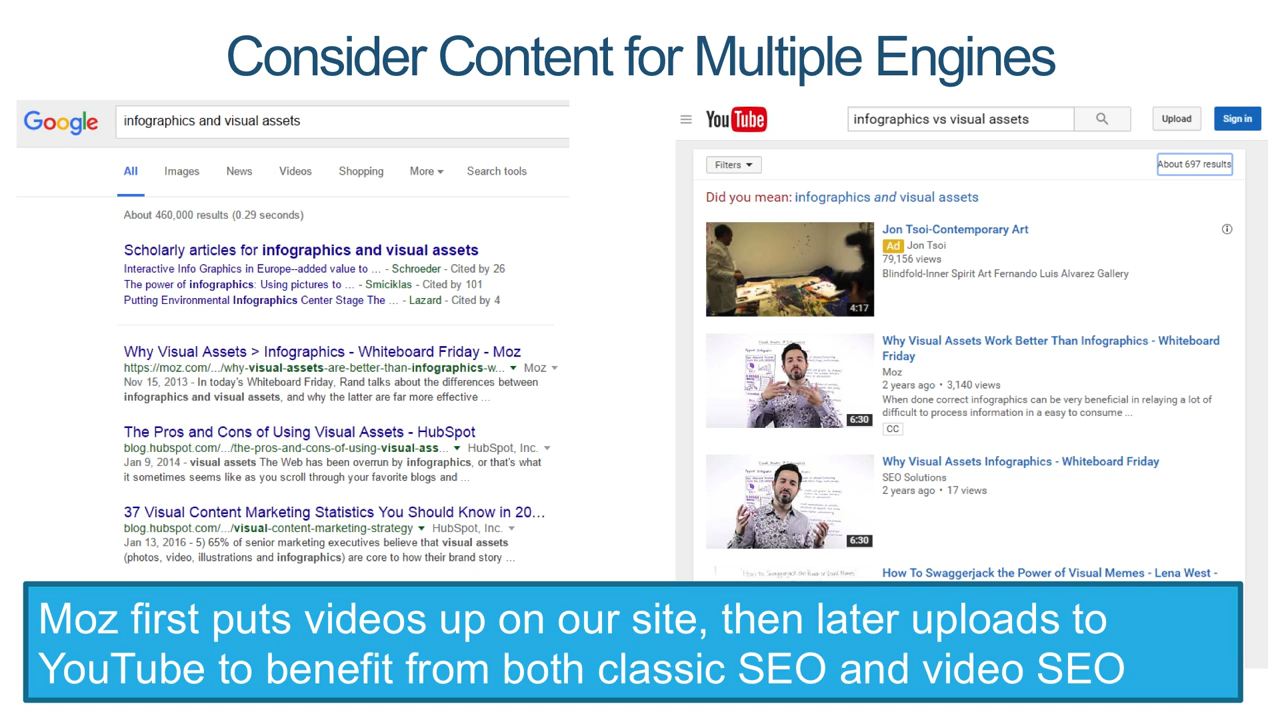 Consider Content for Multiple Engines
Google
infographics and visual assets
All Images News Videos Shopping More Search tools
About 460,000 results (0.29 seconds)
Scholarly articles for infographics and visual assets
Interactive Info Graphics in Europe--added value to ... - Schroeder - Cited by 26
The power of infographics: Using pictures to ... - Smiciklas - Cited by 101
Putting Environmental Infographics Center Stage The ... - Lazard - Cited by 4
Why Visual Assets > Infographics - Whiteboard Friday - Moz
https://moz.com/.../why-visual-assets-are-better-than-infographics-w... Moz
Nov 15, 2013 - In today's Whiteboard Friday, Rand talks about the differences between
infographics and visual assets, and why the latter are far more effective ...
The Pros and Cons of Using Visual Assets - HubSpot
blog.hubspot.com/.../the-pros-and-cons-of-using-visual-ass... HubSpot, Inc.
Jan 9, 2014 - visual assets The Web has been overrun by infographics, or that's what
it sometimes seems like as you scroll through your favorite blogs and ...
37 Visual Content Marketing Statistics You Should Know in 20...
blog.hubspot.com/.../visual-content-marketing-strategy HubSpot, Inc.
Jan 13, 2016 - 5) 65% of senior marketing executives believe that visual assets
(photos, video, illustrations and infographics) are core to how their brand story ...
YouTube
infographics vs visual assets
Upload
Sign in
Filters
About 697 results
Did you mean: infographics and visual assets
4:17
Jon Tsoi-Contemporary Art
Ad Jon Tsoi
79,156 views
Blindfold-Inner Spirit Art Fernando Luis Alvarez Gallery
6:30
Why Visual Assets Work Better Than Infographics - Whiteboard
Friday
Moz
2 years ago • 3,140 views
When done correct infographics can be very beneficial in relaying a lot of
difficult to process information in a easy to consume ...
CC
6:30
Why Visual Assets Infographics - Whiteboard Friday
SEO Solutions
2 years ago • 17 views
How To Swaggerjack the Power of Visual Memes
How To Swaggerjack the Power of Visual Memes - Lena West -
Moz first puts videos up on our site, then later uploads to
YouTube to benefit from both classic SEO and video SEO